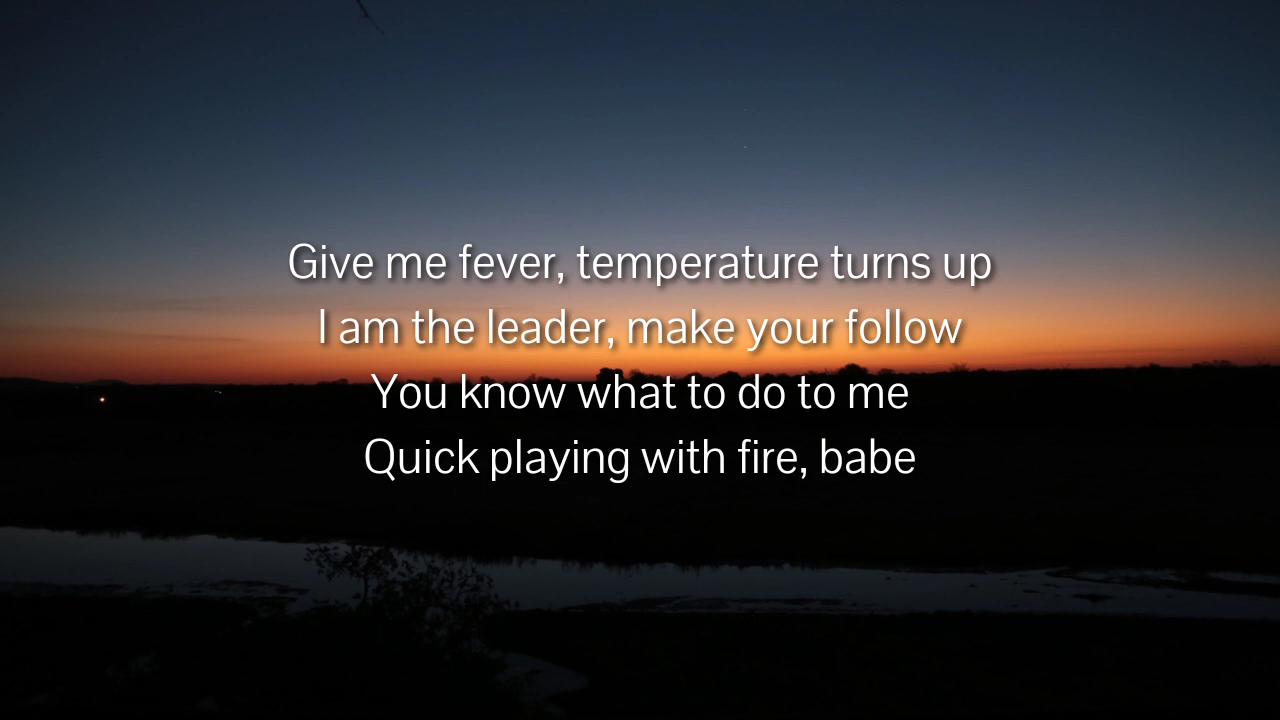 Give me fever, temperature turns up
I am the leader, make your follow
You know what to do to me
Quick playing with fire, babe